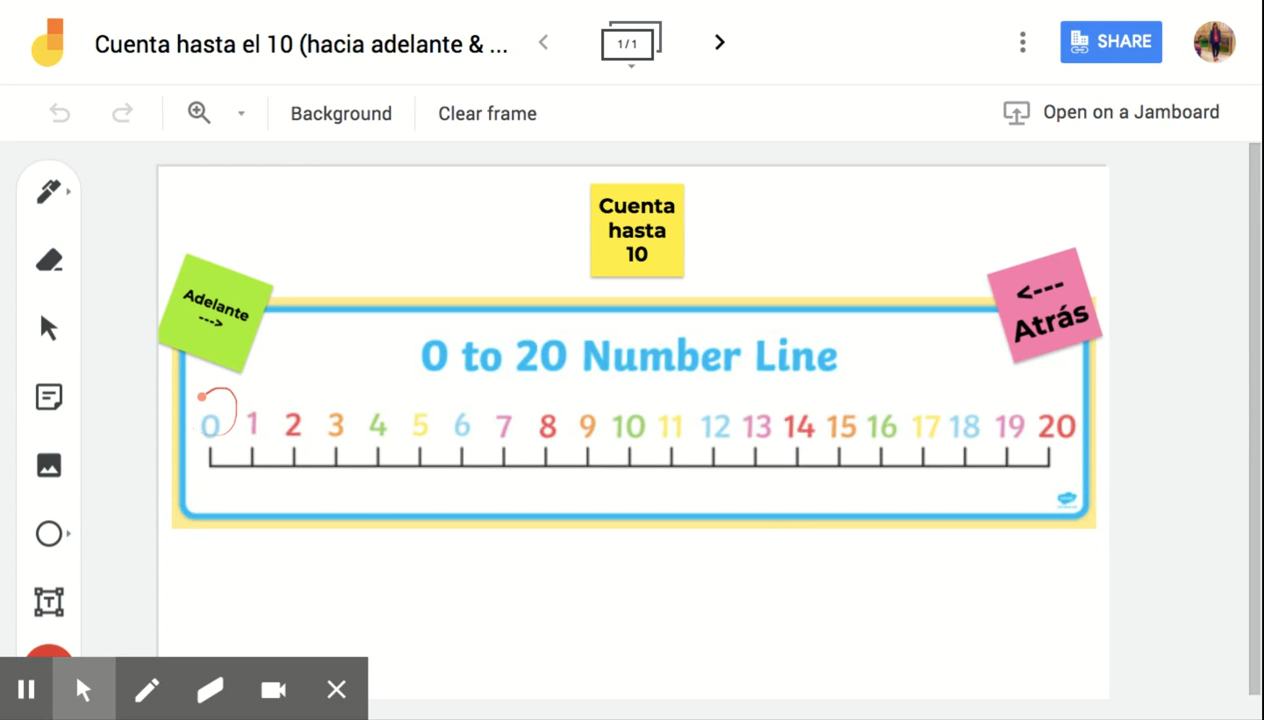 Cuenta hasta el 10 (hacia adelante & ...
1/1
SHARE
Background
Clear frame
Open on a Jamboard
Cuenta
hasta
10
Adelante
--->
<---
Atrás
0 to 20 Number Line
0 1 2 3 4 5 6 7 8 9 10 11 12 13 14 15 16 17 18 19 20